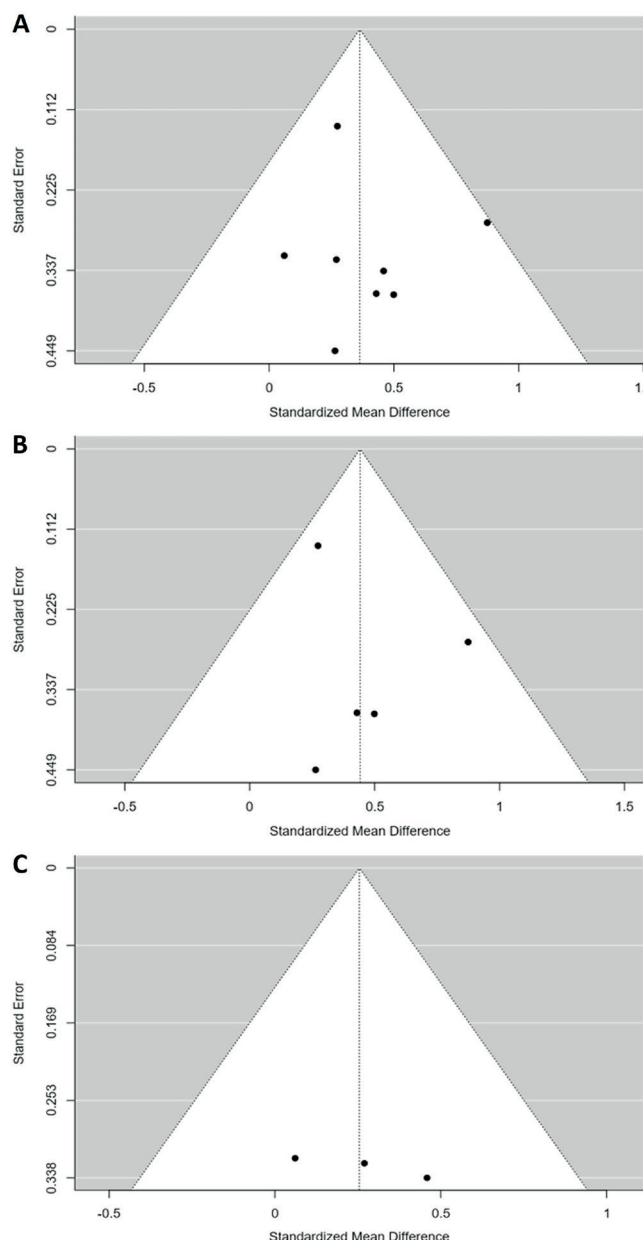 A
0
0.112
0.225
0.337
0.449
Standard Error
-0.5 0 0.5 1 1.
Standardized Mean Difference
B
0
0.112
0.225
0.337
0.449
Standard Error
-0.5 0 0.5 1 1.5
Standardized Mean Difference
C
0
0.084
0.169
0.253
0.338
Standard Error
-0.5 0 0.5 1
Standardized Mean Difference